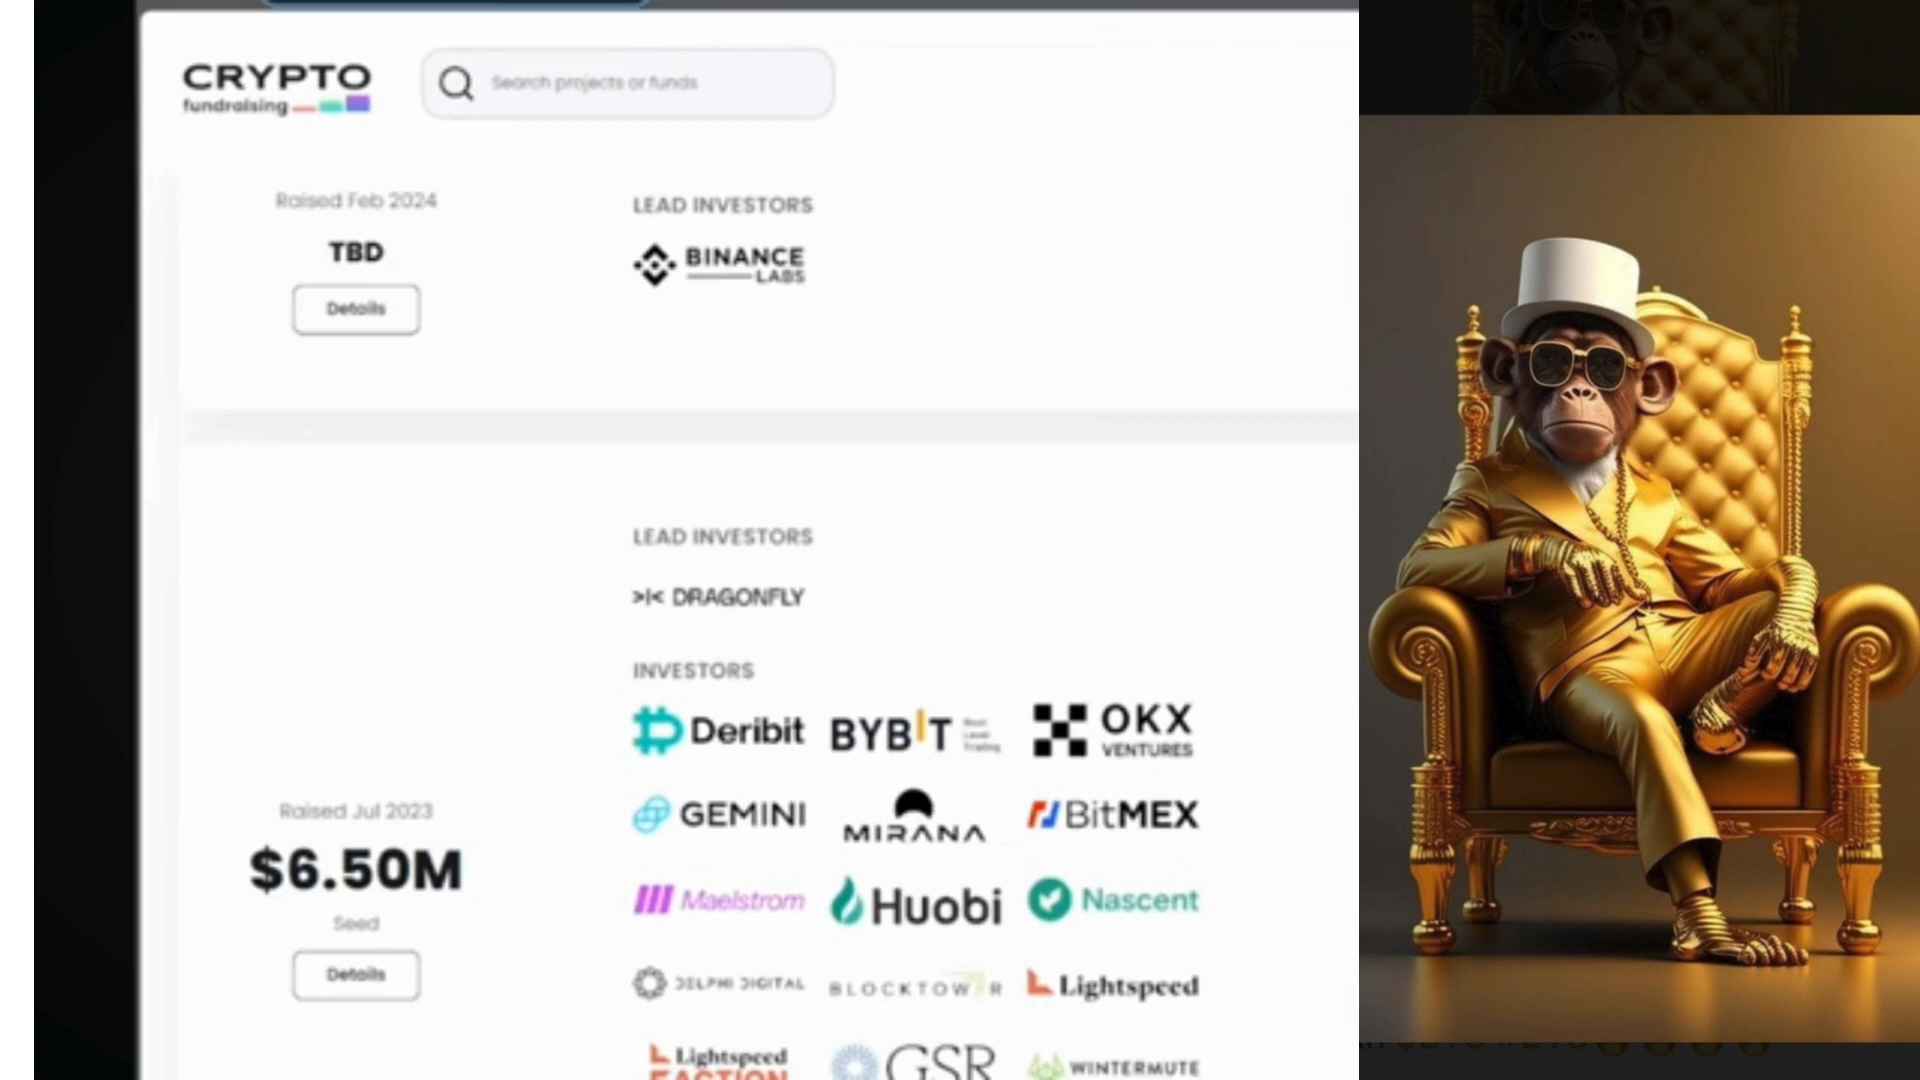 CRYPTO
fundraising
Search projects or funds
Raised Feb 2024
TBD
Details
LEAD INVESTORS
BINANCE
LABS
LEAD INVESTORS
DRAGONFLY
INVESTORS
Deribit BYBIT OKX
VENTURES
GEMINI MIRANA BitMEX
Raised Jul 2023
$6.50M
Seed
Details
Maelstrom Huobi Nascent
DELPHI DIGITAL BLOCKTOWER Lightspeed
Lightspeed GSR WINTERMUTE
FACTION